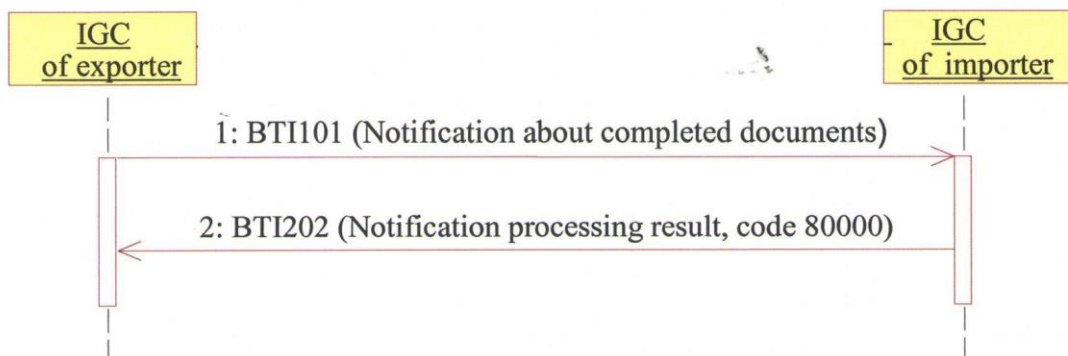 IGC
of exporter
IGC
of importer
1: BTI101 (Notification about completed documents)
2: BTI202 (Notification processing result, code 80000)